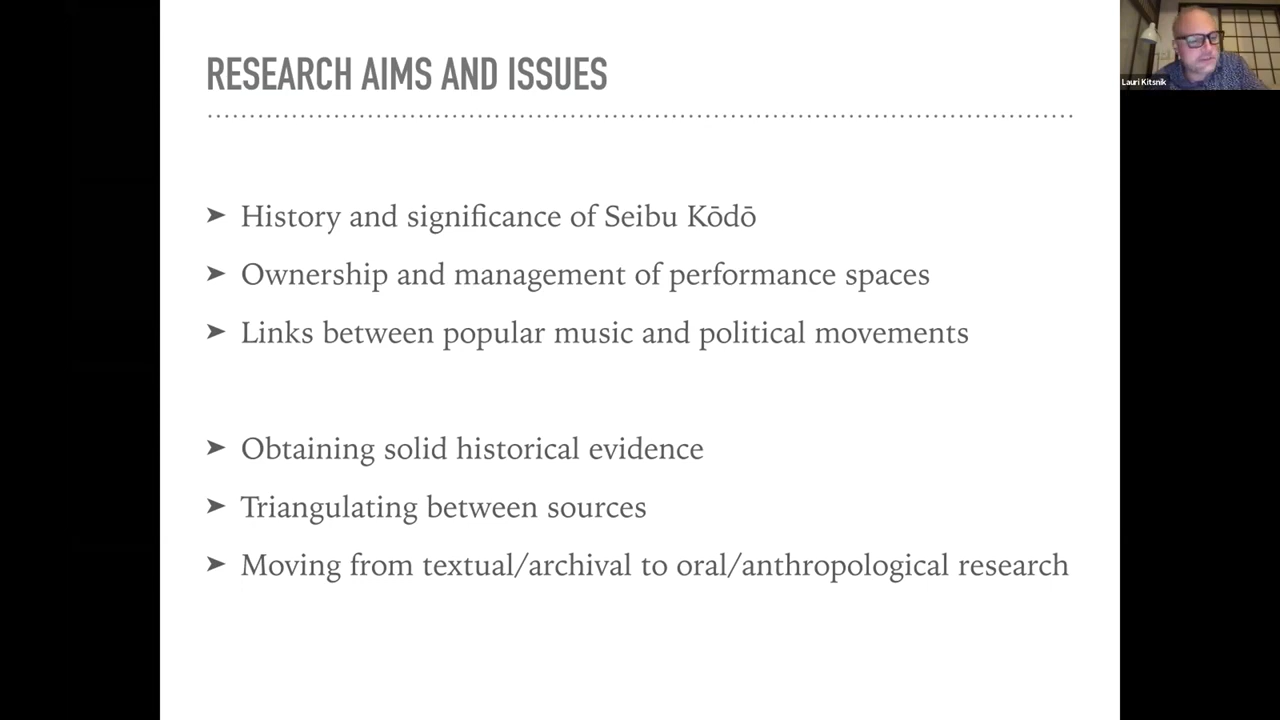 RESEARCH AIMS AND ISSUES
➤ History and significance of Seibu Kōdō
➤ Ownership and management of performance spaces
➤ Links between popular music and political movements
➤ Obtaining solid historical evidence
➤ Triangulating between sources
➤ Moving from textual/archival to oral/anthropological research
Lauri Kitsnik